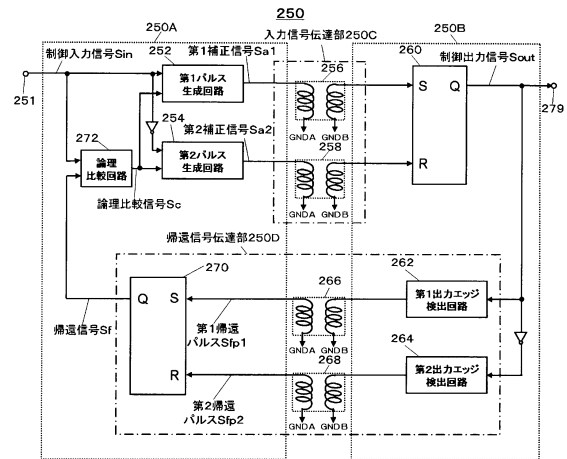 250
250A
入力信号伝達部250C
250B
制御入力信号Sin
252
第1補正信号Sa1
256
260
制御出力信号Sout
251
第1パルス
生成回路
S
Q
279
GNDA GNDB
272
254
第2補正信号Sa2
258
論理
比較回路
第2パルス
生成回路
R
論理比較信号Sc
GNDA GNDB
帰還信号伝達部250D
270
266
262
Q
S
第1出力エッジ
検出回路
帰還信号Sf
第1帰還
パルスSfp1
GNDA GNDB
268
264
R
第2出力エッジ
検出回路
第2帰還
パルスSfp2
GNDA GNDB